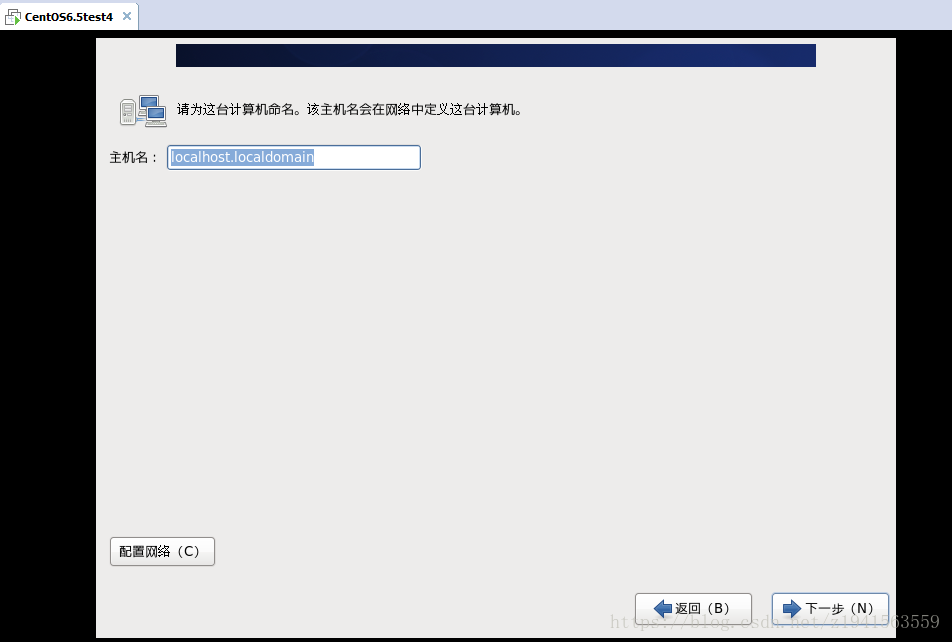 CentOS6.5test4
请为这台计算机命名。该主机名会在网络中定义这台计算机。
主机名： localhost.localdomain
配置网络（C）
返回（B） 下一步（N）
https://blog.csdn.net/z1941563559